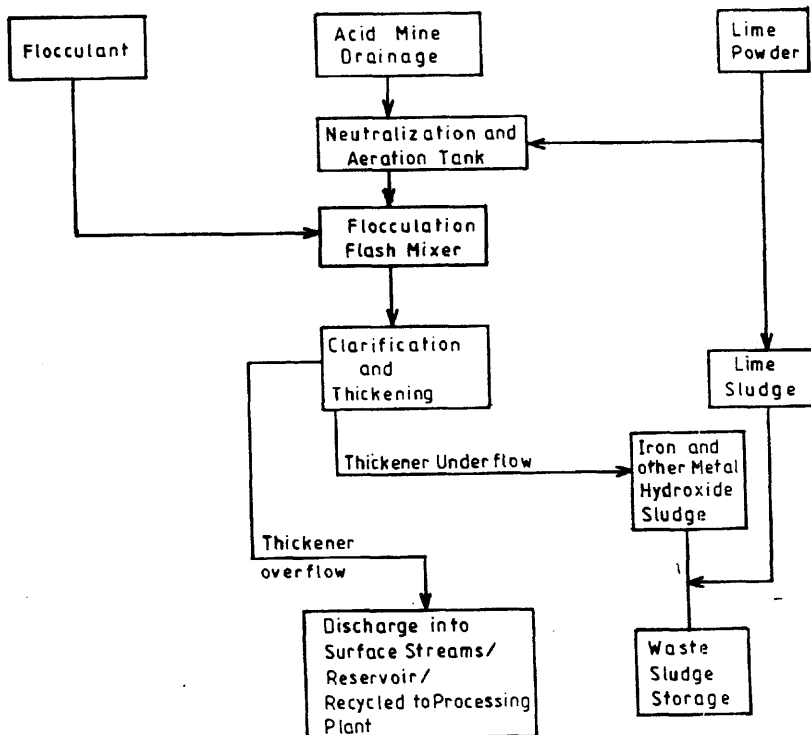 Flocculant
Acid Mine
Drainage
Lime
Powder
Neutralization and
Aeration Tank
Flocculation
Flash Mixer
Clarification
and
Thickening
Lime
Sludge
Thickener Underflow
Iron and
other Metal
Hydroxide
Sludge
Thickener
overflow
Discharge into
Surface Streams/
Reservoir/
Recycled to Processing
Plant
Waste
Sludge
Storage